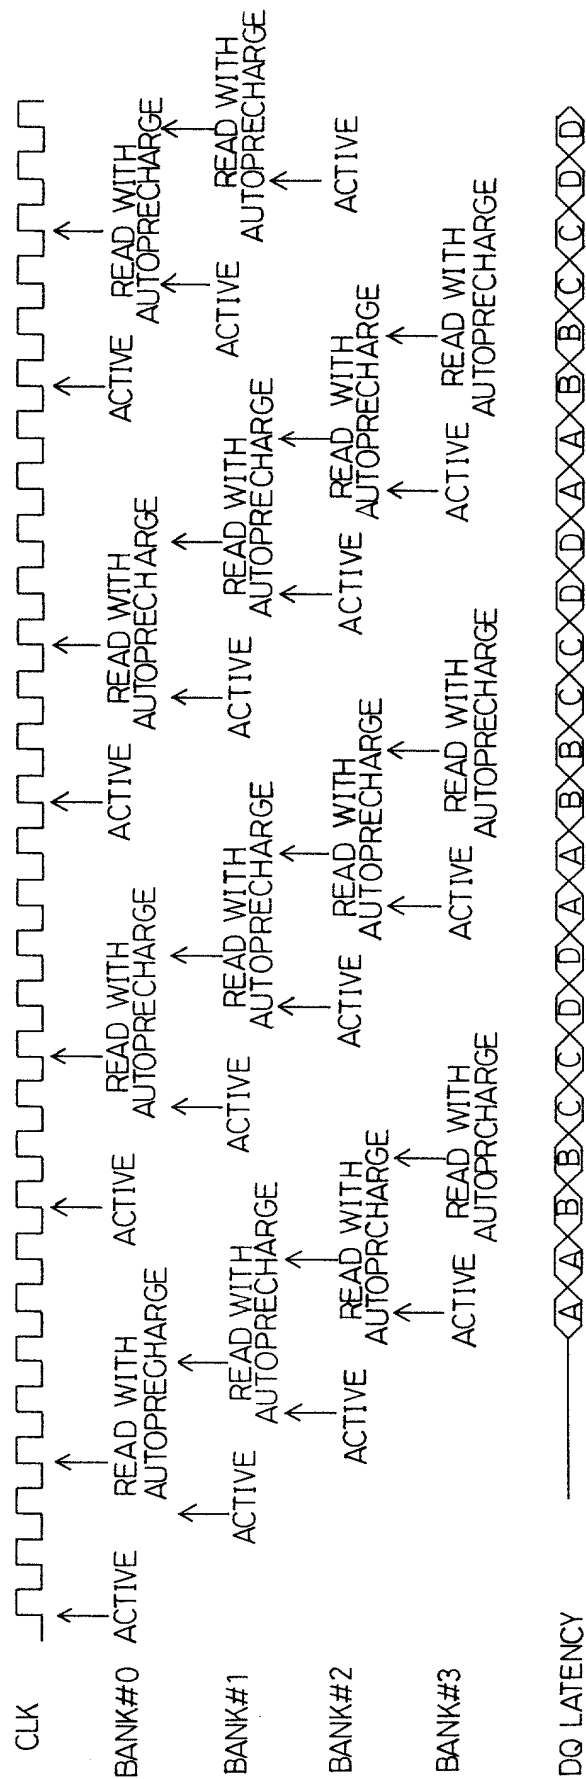 CLK
BANK#0
ACTIVE
READ WITH
AUTOPRECHARGE
ACTIVE
READ WITH
AUTOPRECHARGE
ACTIVE
READ WITH
AUTOPRECHARGE
ACTIVE
READ WITH
AUTOPRECHARGE
BANK#1
ACTIVE
READ WITH
AUTOPRECHARGE
ACTIVE
READ WITH
AUTOPRECHARGE
ACTIVE
READ WITH
AUTOPRECHARGE
ACTIVE
READ WITH
AUTOPRECHARGE
BANK#2
ACTIVE
READ WITH
AUTOPRCHARGE
ACTIVE
READ WITH
AUTOPRECHARGE
ACTIVE
READ WITH
AUTOPRECHARGE
ACTIVE
BANK#3
ACTIVE
READ WITH
AUTOPRCHARGE
ACTIVE
READ WITH
AUTOPRECHARGE
ACTIVE
READ WITH
AUTOPRECHARGE
DQ LATENCY A A B B C C D D A A B B C C D D A A B B C C D D